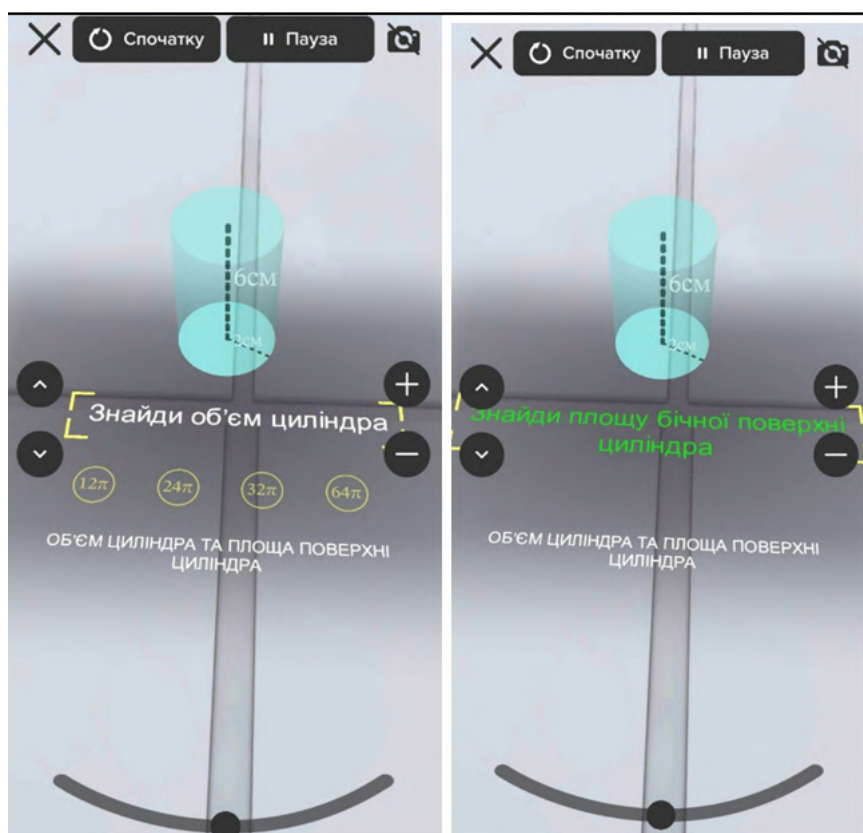 Спочатку
Пауза
6см
2см
Знайди об'єм циліндра
12π
24π
32π
64π
ОБ'ЄМ ЦИЛІНДРА ТА ПЛОЩА ПОВЕРХНІ
ЦИЛІНДРА
Спочатку
Пауза
6см
2см
Знайди площу бічної поверхні
циліндра
ОБ'ЄМ ЦИЛІНДРА ТА ПЛОЩА ПОВЕРХНІ
ЦИЛІНДРА